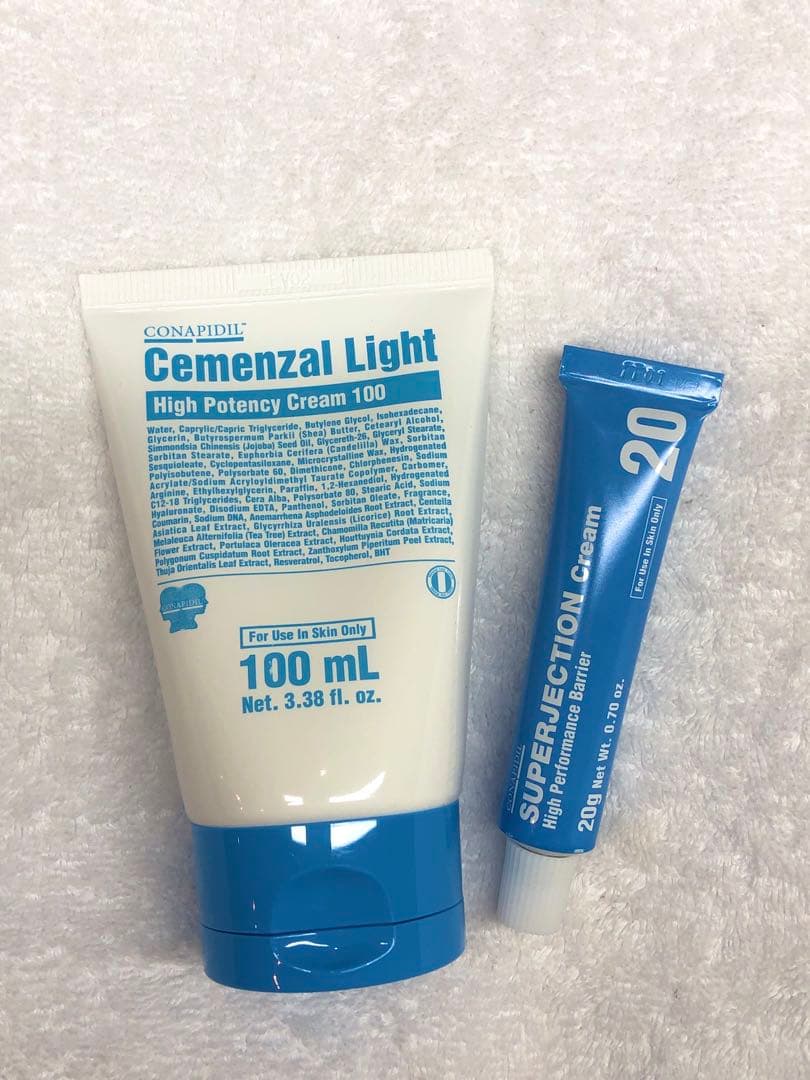 CONAPIDIL™
Cemenzal Light
High Potency Cream 100
Water, Caprylic/Capric Triglyceride, Butylene Glycol, Isohexadecane,
Glycerin, Butyrospermum Parkii (Shea) Butter, Cetearyl Alcohol,
Simmondsia Chinensis (Jojoba) Seed Oil, Glycereth-26, Glyceryl Stearate,
Sorbitan Stearate, Euphorbia Cerifera (Candelilla) Wax, Sorbitan
Sesquioleate, Cyclopentasiloxane, Microcrystalline Wax, Hydrogenated
Polyisobutene, Polysorbate 60, Dimethicone, Chlorphensin, Sodium
Acrylate/Sodium Acryloyldimethyl Taurate Copolymer, Carbomer,
Arginine, Ethylhexylglycerin, Paraffin, 1,2-Hexanediol, Hydrogenated
C12-18 Triglycerides, Cera Alba, Polysorbate 80, Stearic Acid, Sodium
Hyaluronate, Disodium EDTA, Panthenol, Sorbitan Oleate, Fragrance,
Coumarin, Sodium DNA, Anemarrhena Asphodeloides Root Extract, Centella
Asiatica Leaf Extract, Glycyrrhiza Uralensis (Licorice) Root Extract,
Melaleuca Alternifolia (Tea Tree) Extract, Chamomilla Recutita (Matricaria)
Flower Extract, Portulaca Oleracea Extract, Houttuynia Cordata Extract,
Polygonum Cuspidatum Root Extract, Zanthoxylum Piperitum Peel Extract,
Thuja Orientalis Leaf Extract, Resveratrol, Tocopherol, BHT
CONAPIDIL
For Use In Skin Only
100 mL
Net. 3.38 fl. oz.
CONAPIDIL
SUPERJECTION Cream
High Performance Barrier
20g Net Wt. 0.70 oz.
For Use In Skin Only
20